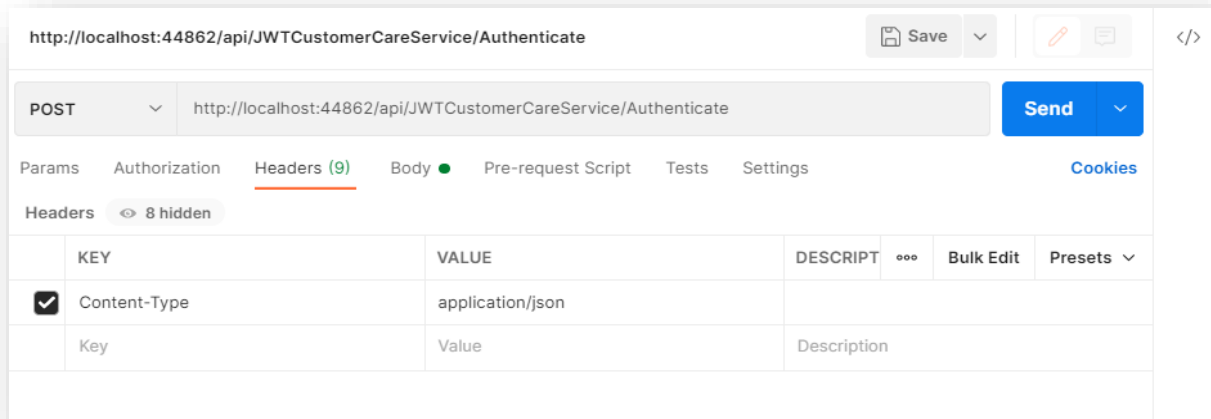 http://localhost:44862/api/JWTCustomerCareService/Authenticate Save </>
POST http://localhost:44862/api/JWTCustomerCareService/Authenticate Send
Params Authorization Headers (9) Body Pre-request Script Tests Settings Cookies
Headers 8 hidden
KEY VALUE DESCRIPT Bulk Edit Presets
Content-Type application/json
Key Value Description